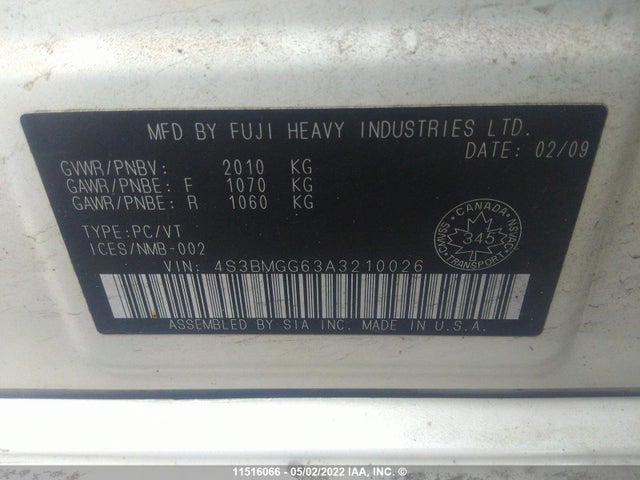 MFD BY FUJI HEAVY INDUSTRIES LTD.
DATE: 02/09
GVWR/PNBV: 2010 KG
GAWR/PNBE: F 1070 KG
GAWR/PNBE: R 1060 KG
TYPE:PC/VT
ICES/NMB-002
CANADA
CMVSS
345
NSVAC
TRANSPORT
VIN: 4S3BMGG63A3210026
ASSEMBLED BY SIA INC. MADE IN U.S.A.
11516066 - 05/02/2022 - IAA, Inc. ©